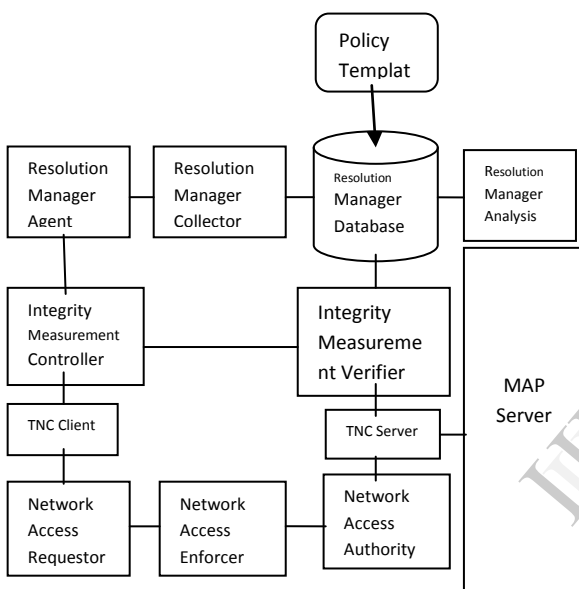 Policy
Templat
Resolution
Manager
Agent
Resolution
Manager
Collector
Resolution
Manager
Database
Resolution
Manager
Analysis
Integrity
Measurement
Controller
Integrity
Measureme
nt Verifier
MAP
Server
TNC Client
TNC Server
Network
Access
Requestor
Network
Access
Enforcer
Network
Access
Authority